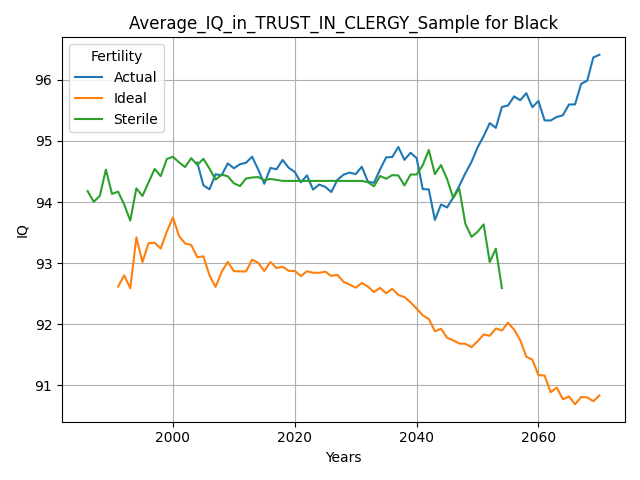 Average_IQ_in_TRUST_IN_CLERGY_Sample for Black
Fertility
Actual
Ideal
Sterile
IQ
96
95
94
93
92
91
2000 2020 2040 2060
Years